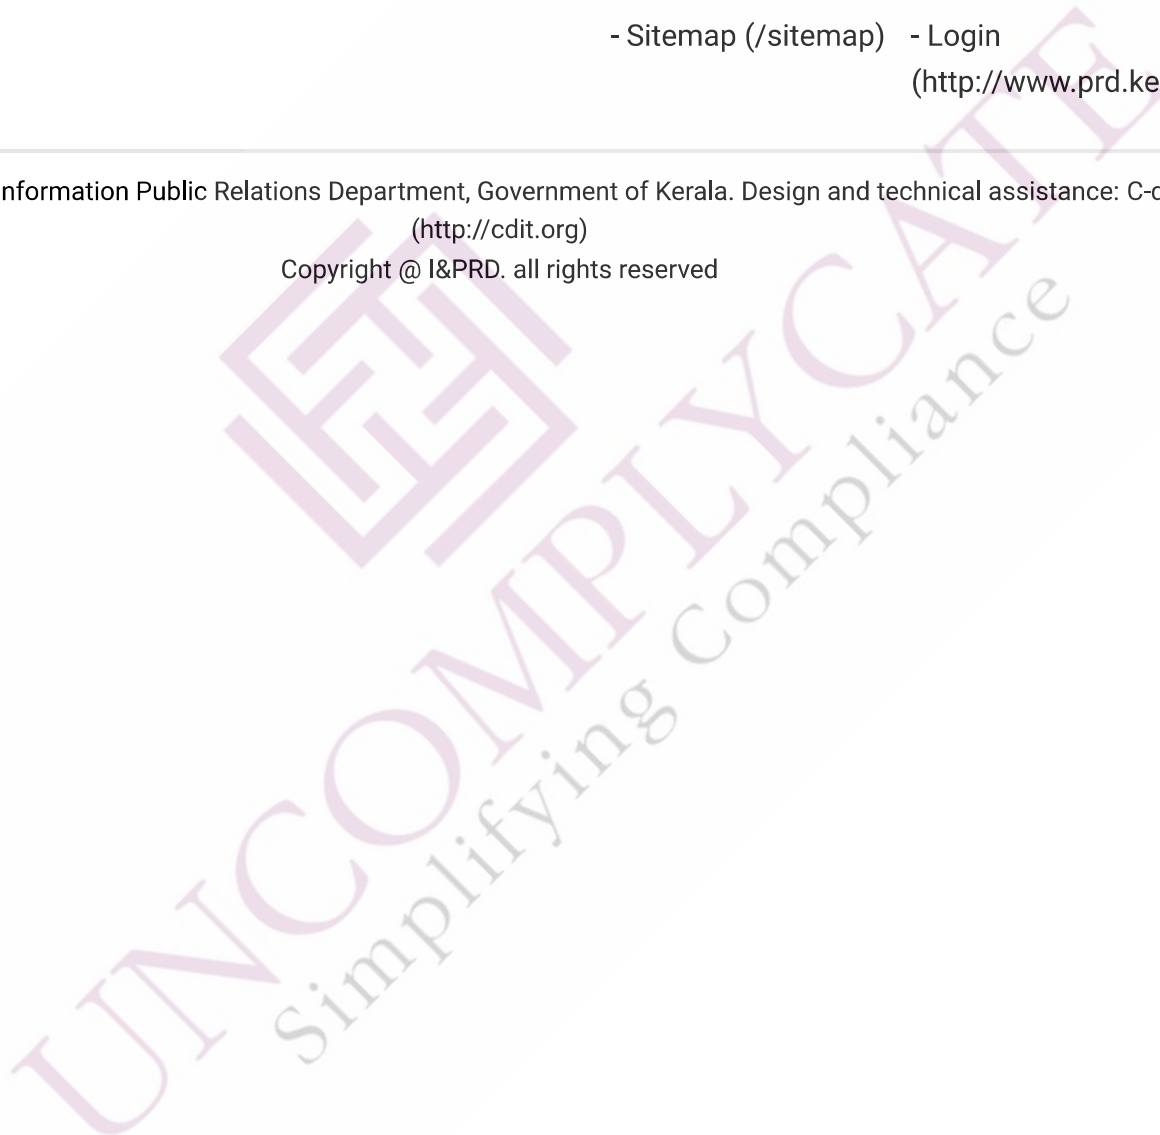 - Sitemap (/sitemap) - Login
(http://www.prd.ke
nformation Public Relations Department, Government of Kerala. Design and technical assistance: C-d
(http://cdit.org)
Copyright @ I&PRD. all rights reserved
UNCOMPLYCATE
Simplifying Compliance